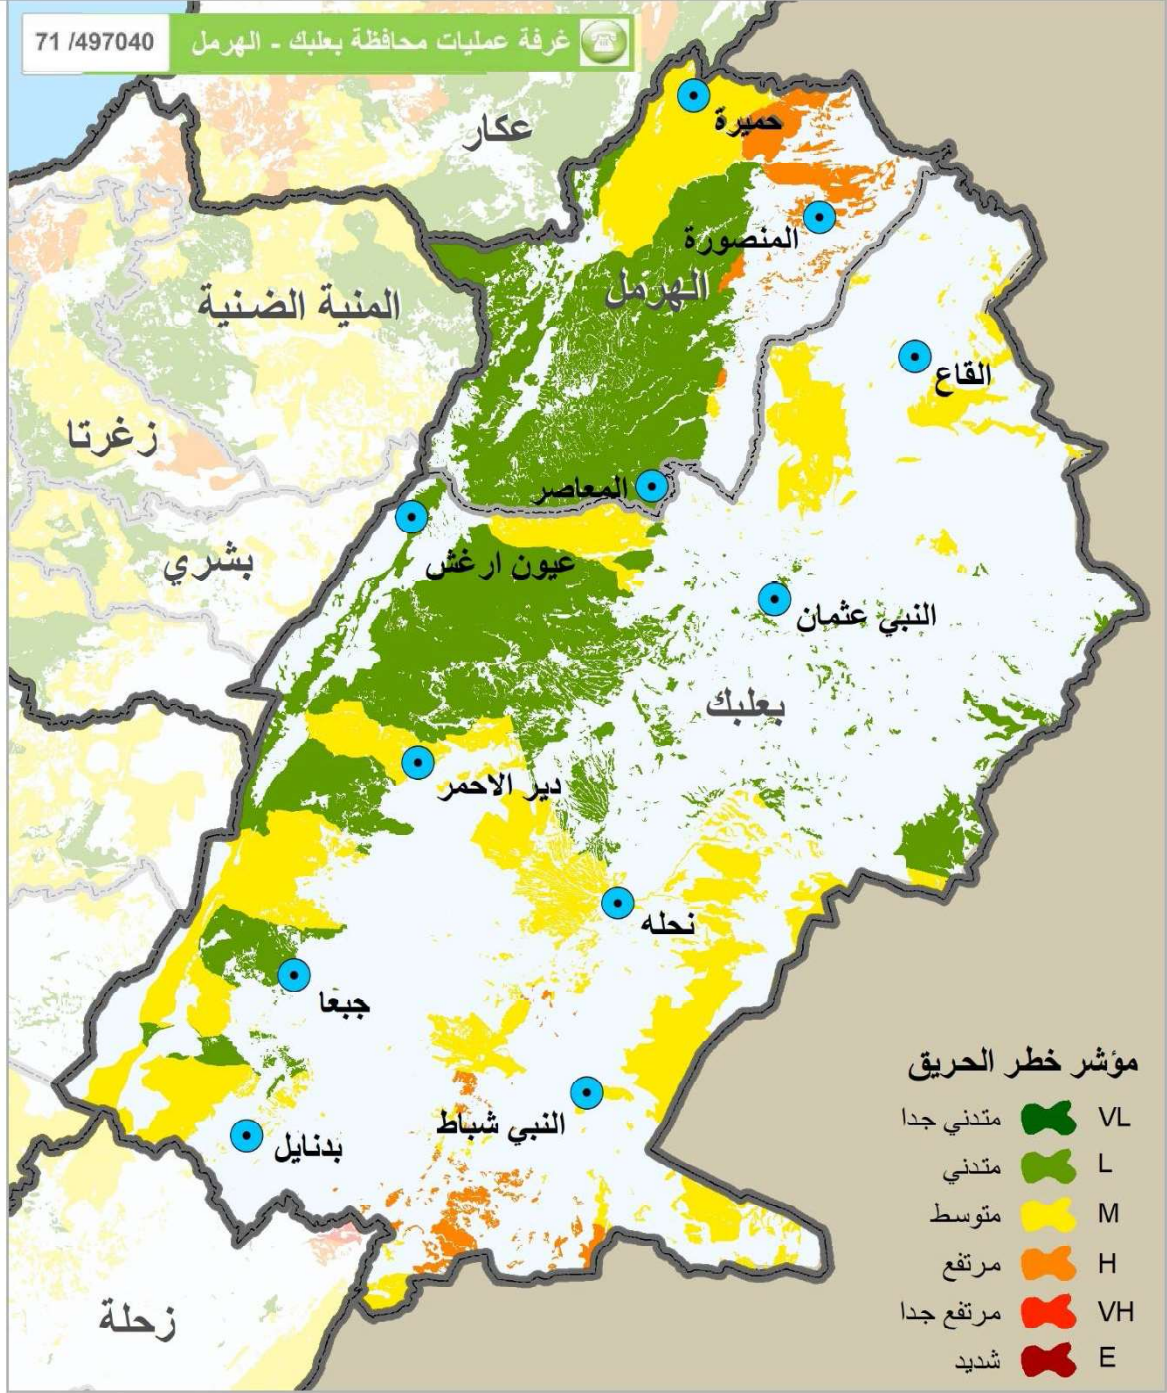 غرفة عمليات محافظة بعلبك - الهرمل
71 /497040
حميرة
عكار
المنصورة
الهرمل
المنية الضنية
القاع
زغرتا
المعاصر
عيون ارغش
بشري
النبي عثمان
بعلبك
دير الاحمر
نحله
جبعا
النبي شباط
بدنايل
زحلة
مؤشر خطر الحريق
متدني جدا VL
متدني L
متوسط M
مرتفع H
مرتفع جدا VH
شديد E